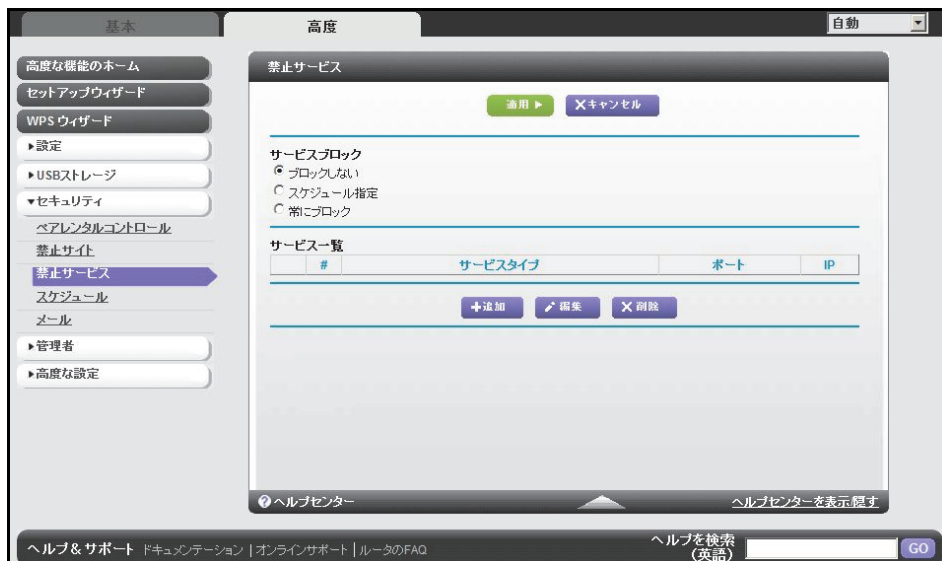 基本
高度
自動
高度な機能のホーム
セットアップウィザード
WPS ウィザード
▶設定
▶USBストレージ
▼セキュリティ
ペアレンタルコントロール
禁止サイト
禁止サービス
スケジュール
メール
▶管理者
▶高度な設定
禁止サービス
適用 ▶
Xキャンセル
サービスブロック
ブロックしない
スケジュール指定
常にブロック
サービス一覧
# サービスタイプ ポート IP
+追加
編集
X削除
?ヘルプセンター
ヘルプセンターを表示/隠す
ヘルプ & サポート ドキュメンテーション | オンラインサポート | ルータのFAQ
ヘルプを検索
(英語)
GO